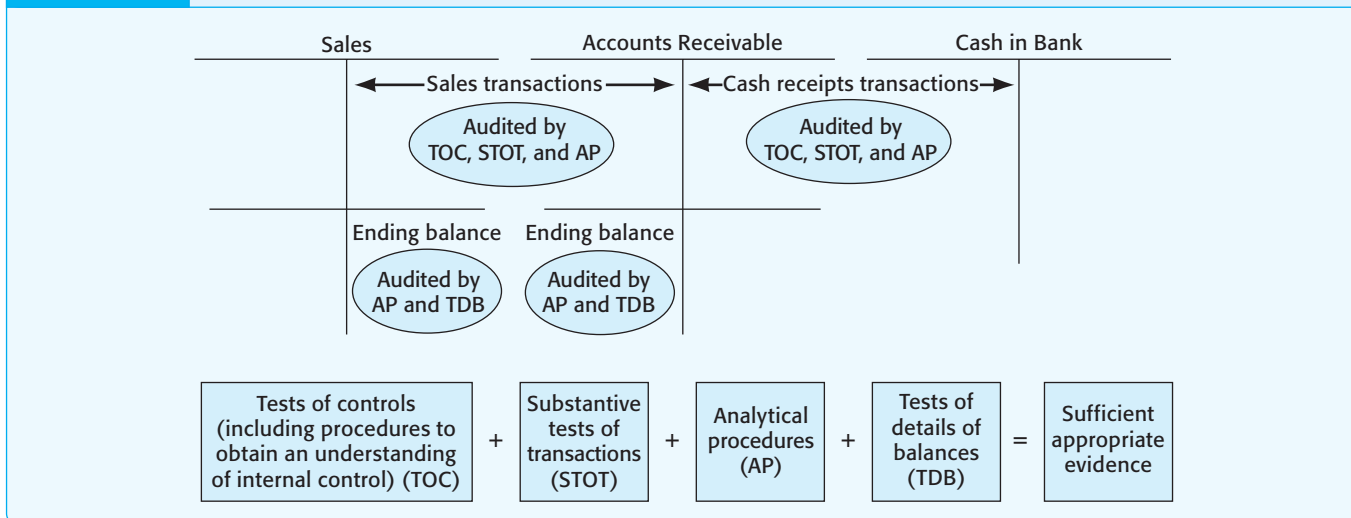 Sales
Accounts Receivable
Cash in Bank
Sales transactions
Cash receipts transactions
Audited by
TOC, STOT, and AP
Audited by
TOC, STOT, and AP
Ending balance
Audited by
AP and TDB
Ending balance
Audited by
AP and TDB
Tests of controls
(including procedures to
obtain an understanding
of internal control) (TOC)
+
Substantive
tests of
transactions
(STOT)
+
Analytical
procedures
(AP)
+
Tests of
details of
balances
(TDB)
=
Sufficient
appropriate
evidence